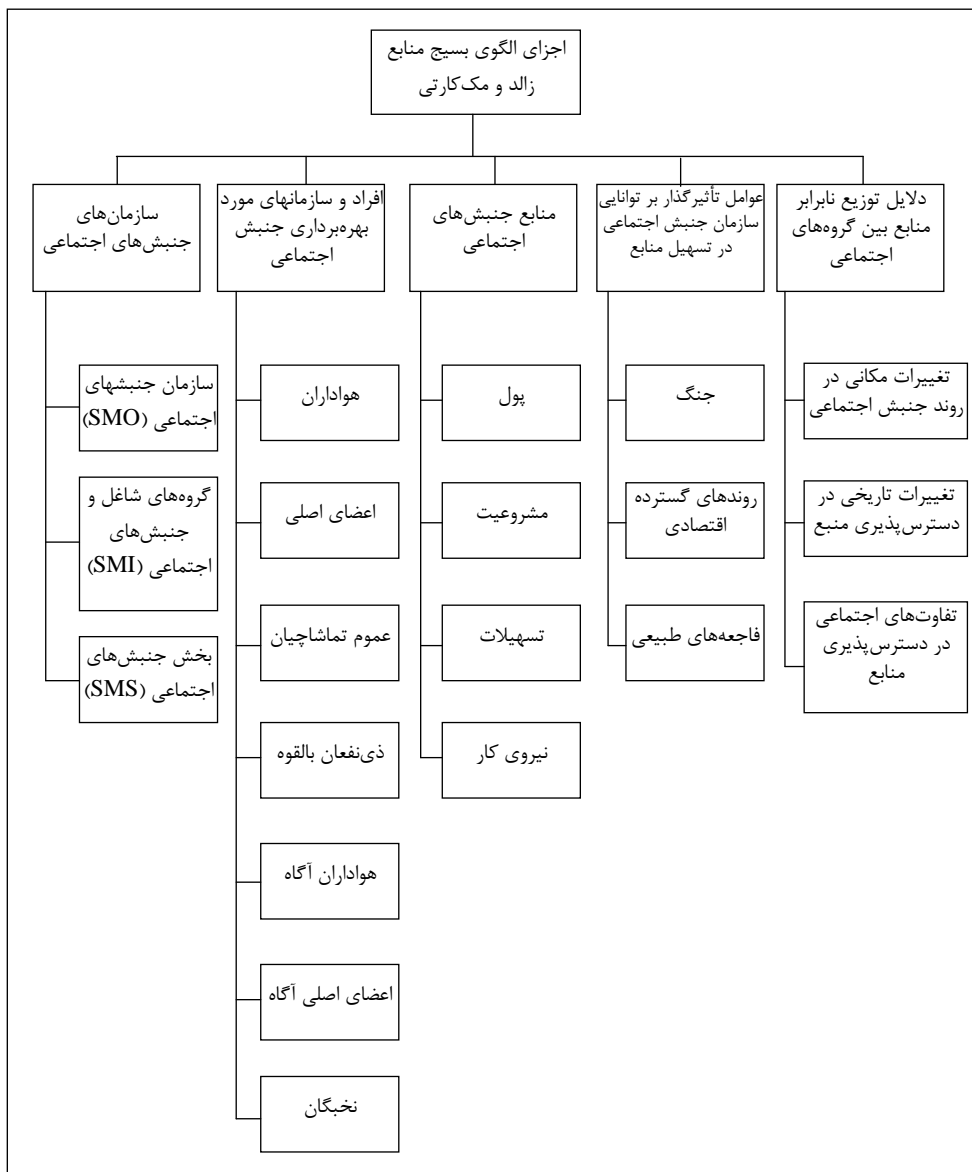 اجزای الگوی بسیج منابع
زالد و مک‌کارتی
دلایل توزیع نابرابر
منابع بین گروه‌های
اجتماعی
عوامل تأثیرگذار بر توانایی
سازمان جنبش اجتماعی
در تسهیل منابع
منابع جنبش‌های
اجتماعی
افراد و سازمانهای مورد
بهره‌برداری جنبش
اجتماعی
سازمان‌های
جنبش‌های اجتماعی
تغییرات مکانی در
روند جنبش اجتماعی
تغییرات تاریخی در
دسترس‌پذیری منبع
تفاوت‌های اجتماعی
در دسترس‌پذیری
منابع
جنگ
روندهای گسترده
اقتصادی
فاجعه‌های طبیعی
پول
مشروعیت
تسهیلات
نیروی کار
هواداران
اعضای اصلی
عموم تماشاچیان
ذی‌نفعان بالقوه
هواداران آگاه
اعضای اصلی آگاه
نخبگان
سازمان جنبشهای
اجتماعی (SMO)
گروه‌های شاغل و
جنبش‌های
اجتماعی (SMI)
بخش جنبش‌های
اجتماعی (SMS)